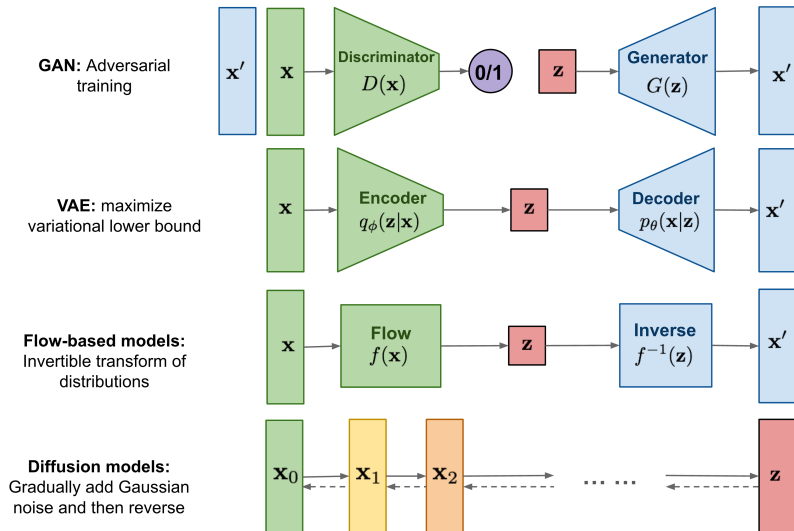 GAN: Adversarial
training
x′
x
Discriminator
D(x)
0/1
z
Generator
G(z)
x′
VAE: maximize
variational lower bound
x
Encoder
qϕ(z|x)
z
Decoder
pθ(x|z)
x′
Flow-based models:
Invertible transform of
distributions
x
Flow
f(x)
z
Inverse
f⁻¹(z)
x′
Diffusion models:
Gradually add Gaussian
noise and then reverse
x₀
x₁
x₂
... ...
z